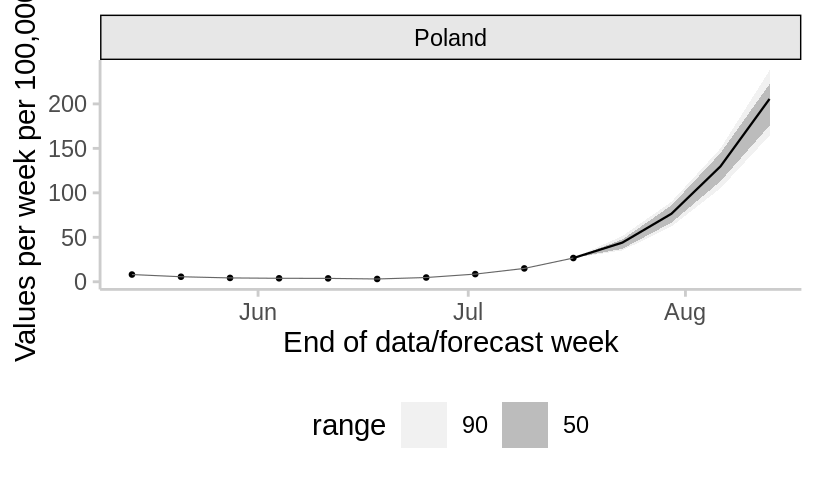 Poland
Values per week per 100,000
200
150
100
50
0
Jun Jul Aug
End of data/forecast week
range 90 50